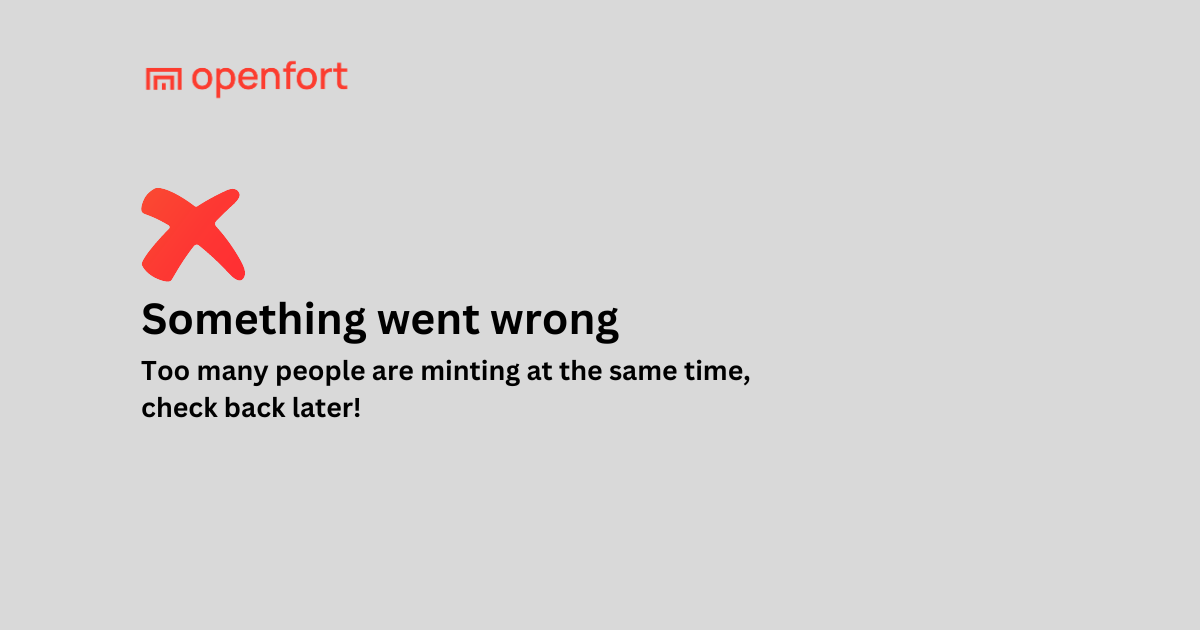 openfort
Something went wrong
Too many people are minting at the same time,
check back later!